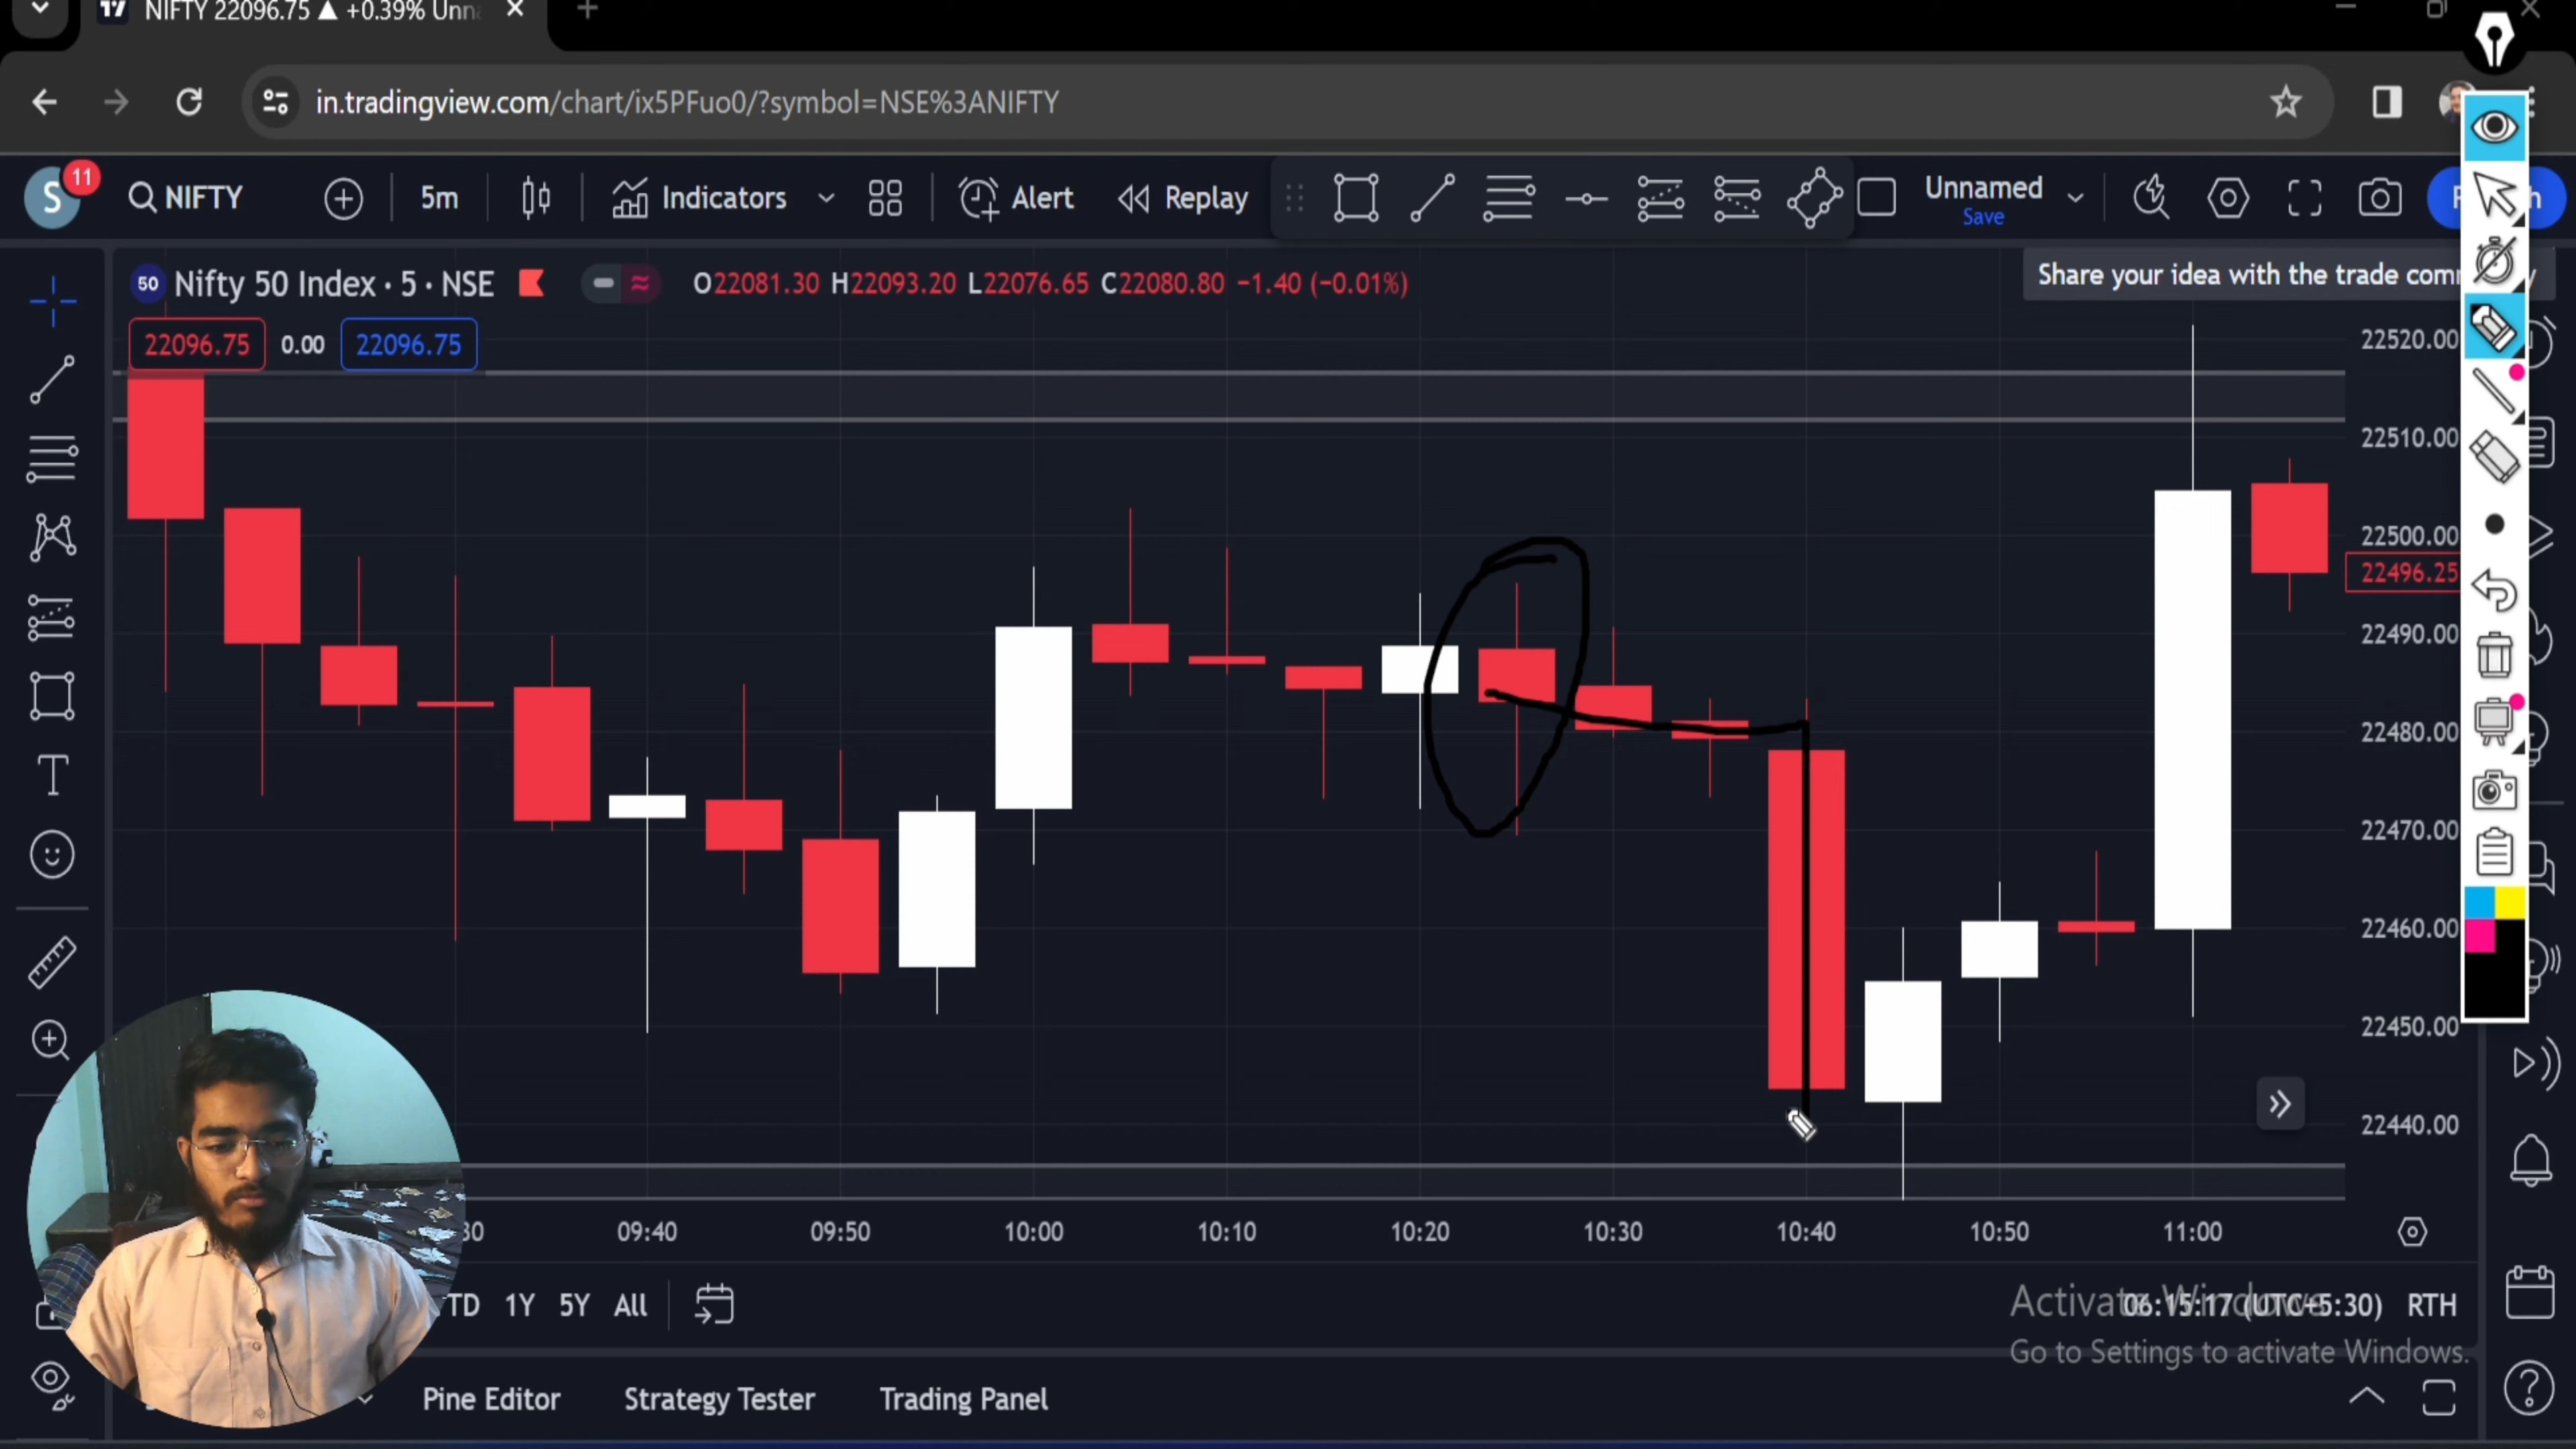 NIFTY 22096.75 ▲ +0.39% Unn
in.tradingview.com/chart/ix5PFuo0/?symbol=NSE%3ANIFTY
S 11 NIFTY 5m Indicators Alert Replay Unnamed
Save
50 Nifty 50 Index · 5 · NSE O22081.30 H22093.20 L22076.65 C22080.80 −1.40 (−0.01%)
Share your idea with the trade comm
22096.75 0.00 22096.75
22520.00
22510.00
22500.00
22496.25
22490.00
22480.00
22470.00
22460.00
22450.00
22440.00
:30 09:40 09:50 10:00 10:10 10:20 10:30 10:40 10:50 11:00
TD 1Y 5Y All
06:15:17 (UTC+5:30) RTH
Activate Windows
Go to Settings to activate Windows.
Pine Editor Strategy Tester Trading Panel